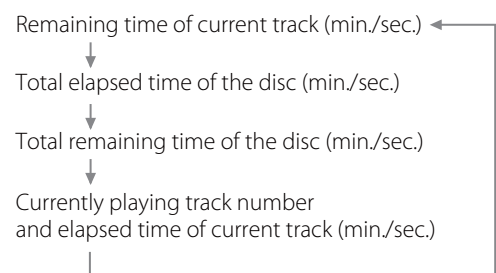 Remaining time of current track (min./sec.)
Total elapsed time of the disc (min./sec.)
Total remaining time of the disc (min./sec.)
Currently playing track number
and elapsed time of current track (min./sec.)